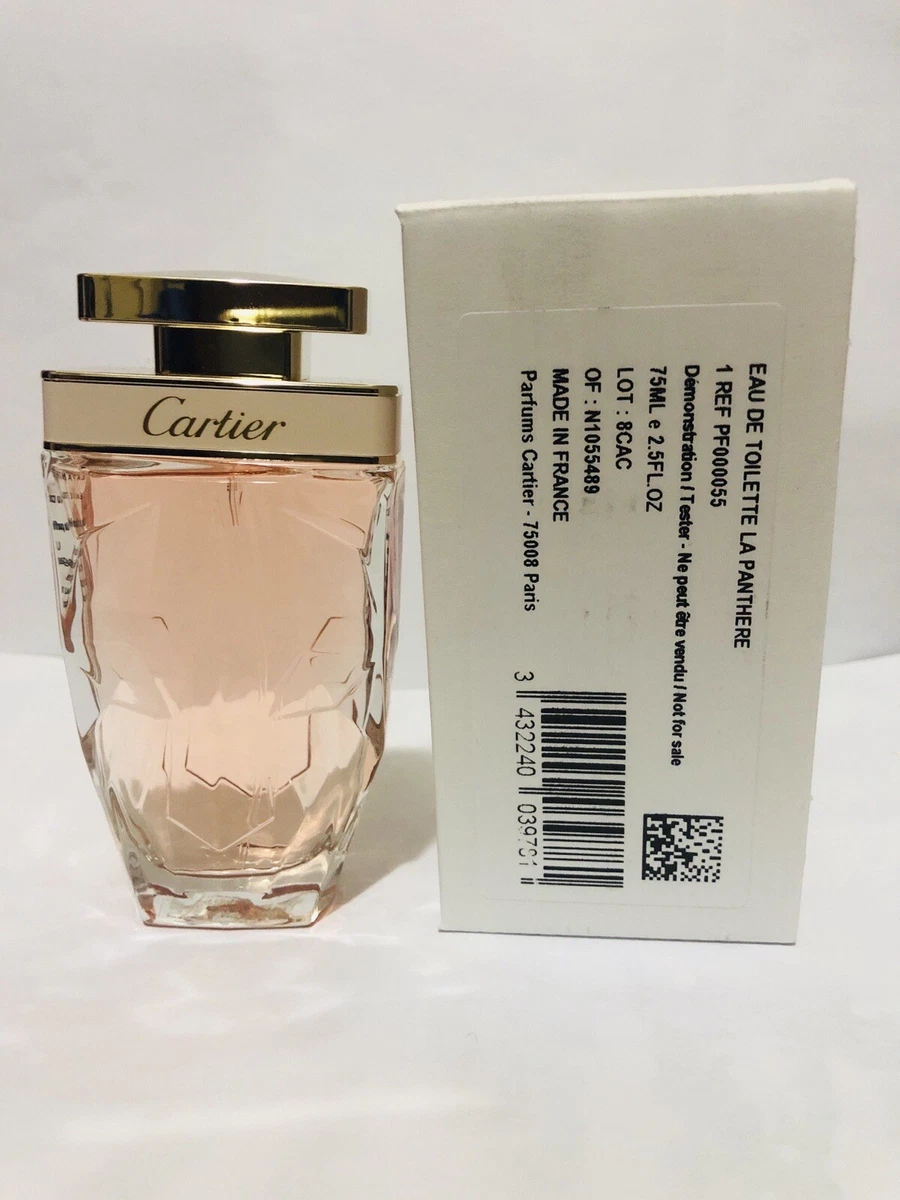 Cartier
EAU DE TOILETTE LA PANTHERE
1 REF PF000055
Démonstration / Tester - Ne peut être vendu / Not for sale
75ML e 2.5FL.OZ
LOT : 8CAC
OF : N1055489
MADE IN FRANCE
Parfums Cartier - 75008 Paris
3 432240 039791